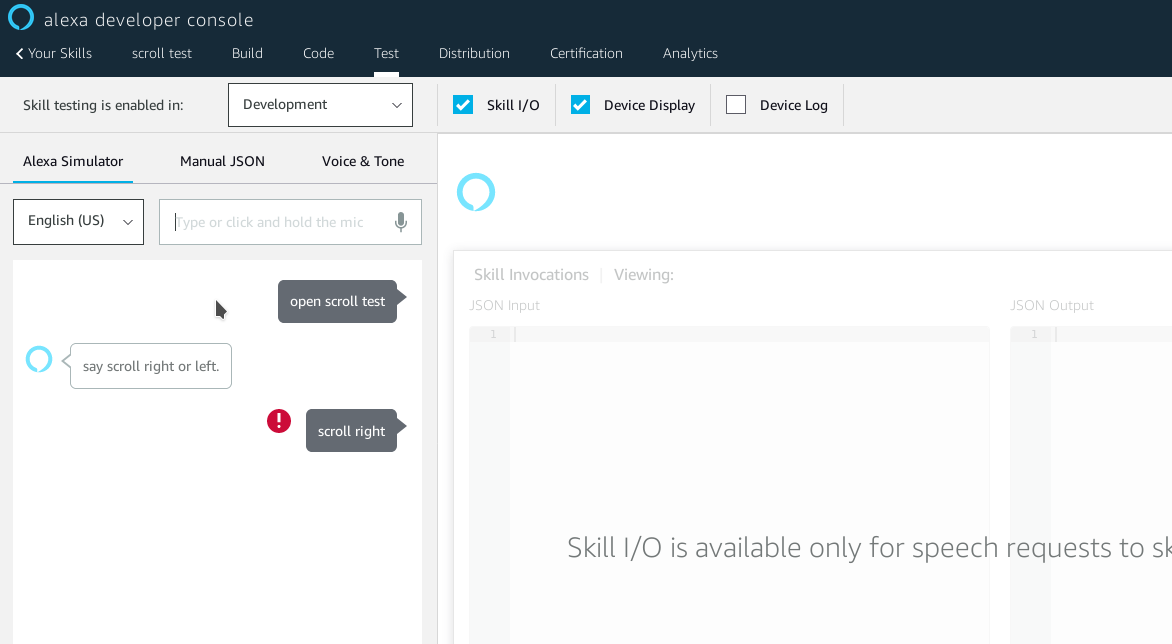 alexa developer console
Your Skills scroll test Build Code Test Distribution Certification Analytics
Skill testing is enabled in: Development Skill I/O Device Display Device Log
Alexa Simulator Manual JSON Voice & Tone
English (US) Type or click and hold the mic
open scroll test
say scroll right or left.
scroll right
Skill Invocations | Viewing:
JSON Input JSON Output
1 1
Skill I/O is available only for speech requests to sk